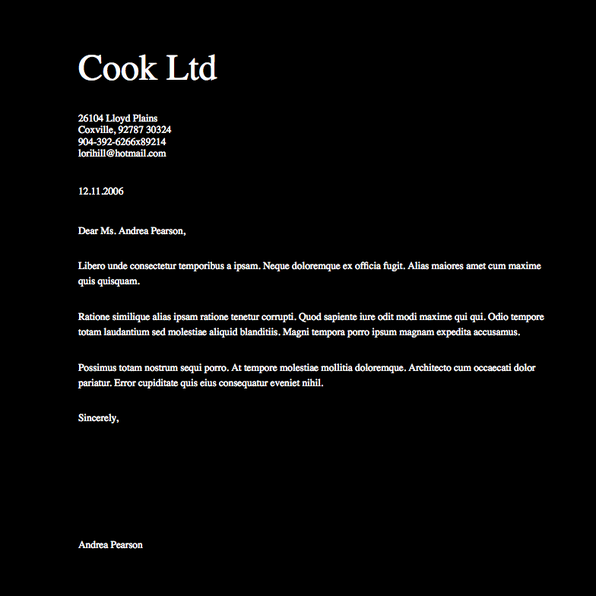 Cook Ltd
26104 Lloyd Plains
Coxville, 92787 30324
904-392-6266x89214
lorihill@hotmail.com
12.11.2006
Dear Ms. Andrea Pearson,
Libero unde consectetur temporibus a ipsam. Neque doloremque ex officia fugit. Alias maiores amet cum maxime
quis quisquam.
Ratione similique alias ipsam ratione tenetur corrupti. Quod sapiente iure odit modi maxime qui qui. Odio tempore
totam laudantium sed molestiae aliquid blanditiis. Magni tempora porro ipsum magnam expedita accusamus.
Possimus totam nostrum sequi porro. At tempore molestiae mollitia doloremque. Architecto cum occaecati dolor
pariatur. Error cupiditate quis eius consequatur eveniet nihil.
Sincerely,
Andrea Pearson